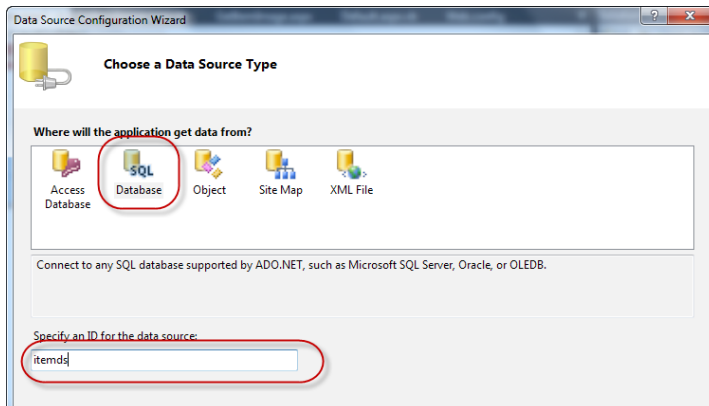 Data Source Configuration Wizard
Choose a Data Source Type
Where will the application get data from?
SQL
Access
Database
Database
Object
Site Map
XML File
Connect to any SQL database supported by ADO.NET, such as Microsoft SQL Server, Oracle, or OLEDB.
Specify an ID for the data source:
itemds